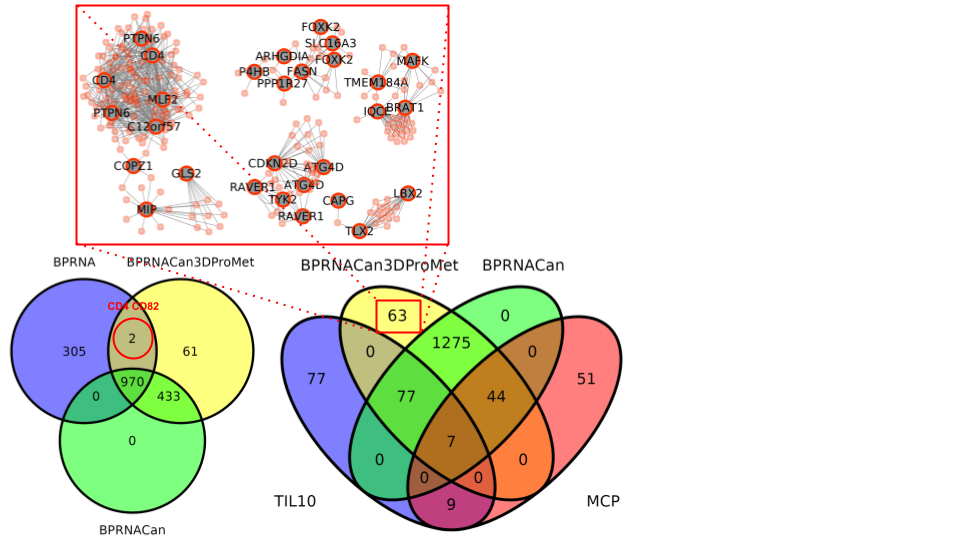 FOXK2
PTPN6
SLC16A3
CD4
ARHGDIA
FOXK2
MAFK
P4HB
FASN
CD4
PPP1R27
TMEM184A
MLF2
PTPN6
IQCE
BRAT1
C12orf57
COPZ1
CDKN2D
ATG4D
GLS2
RAVER1
ATG4D
LBX2
TYK2
CAPG
MIP
RAVER1
TLX2
BPRNA
BPRNACan3DProMet
CD4 CD82
2
305
61
970
0
433
0
BPRNACan
BPRNACan3DProMet
BPRNACan
63
0
1275
0
0
77
51
77
44
7
0
0
0
0
9
TIL10
MCP